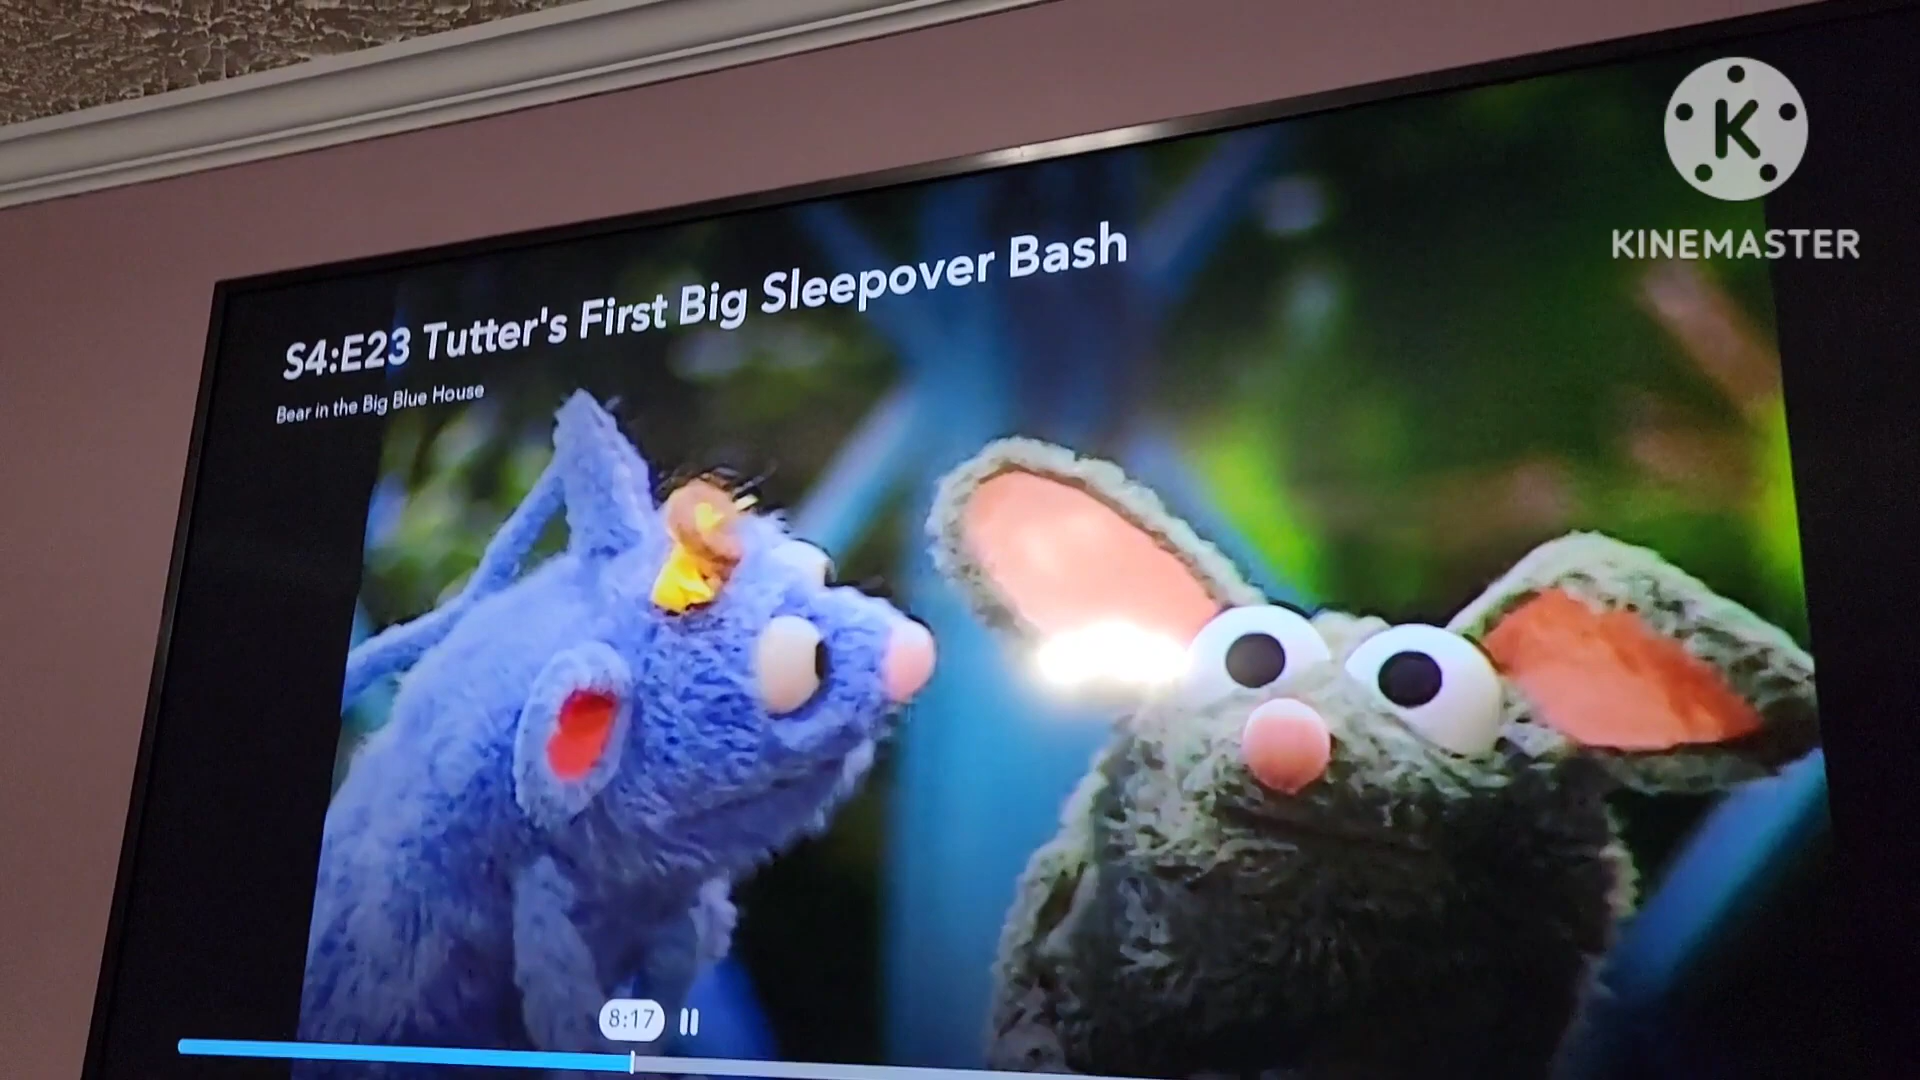 K
KINEMASTER
S4:E23 Tutter's First Big Sleepover Bash
Bear in the Big Blue House
8:17